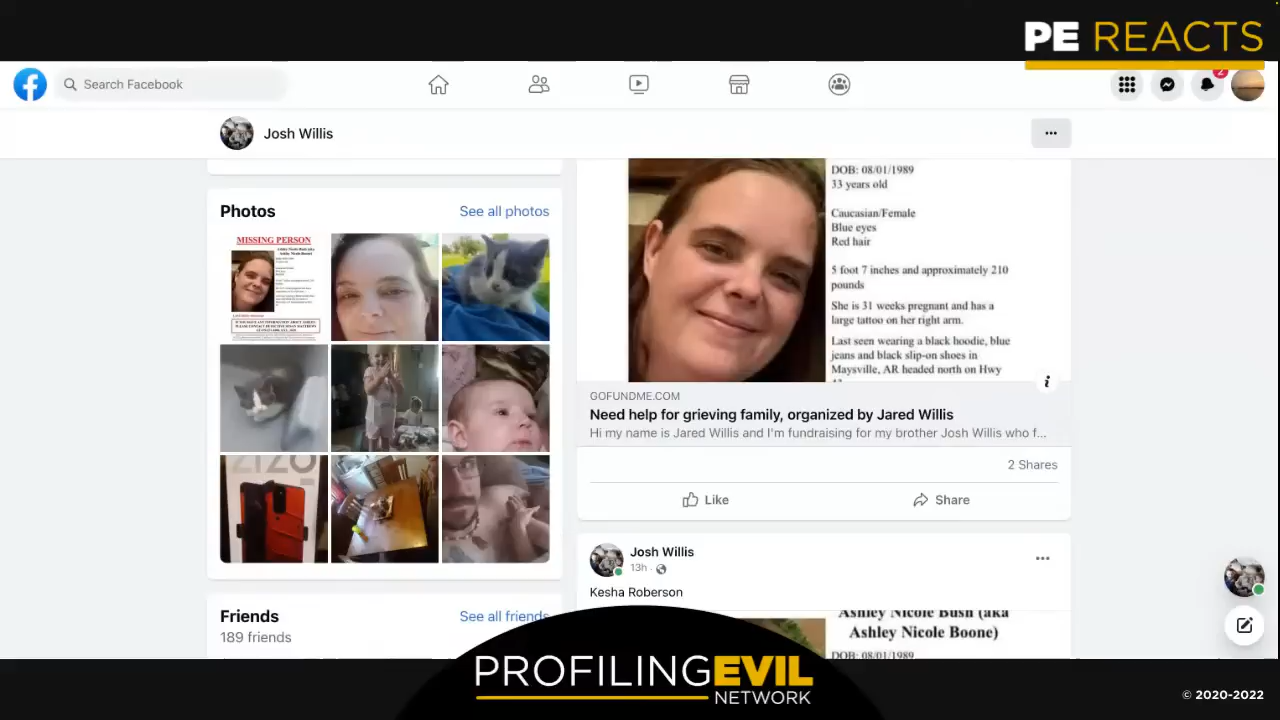 PE REACTS
Search Facebook
2
Josh Willis
Photos
See all photos
MISSING PERSON
Ashley Nicole Boone)
Friends
See all friends
189 friends
DOB: 08/01/1989
33 years old
Caucasian/Female
Blue eyes
Red hair
5 foot 7 inches and approximately 210
pounds
She is 31 weeks pregnant and has a
large tattoo on her right arm.
Last seen wearing a black hoodie, blue
jeans and black slip-on shoes in
Maysville, AR headed north on Hwy
GOFUNDME.COM
Need help for grieving family, organized by Jared Willis
Hi my name is Jared Willis and I'm fundraising for my brother Josh Willis who f...
2 Shares
Like
Share
Josh Willis
13h
Kesha Roberson
Ashley Nicole Bush (aka
Ashley Nicole Boone)
DOB: 08/01/1989
PROFILINGEVIL
NETWORK
© 2020-2022